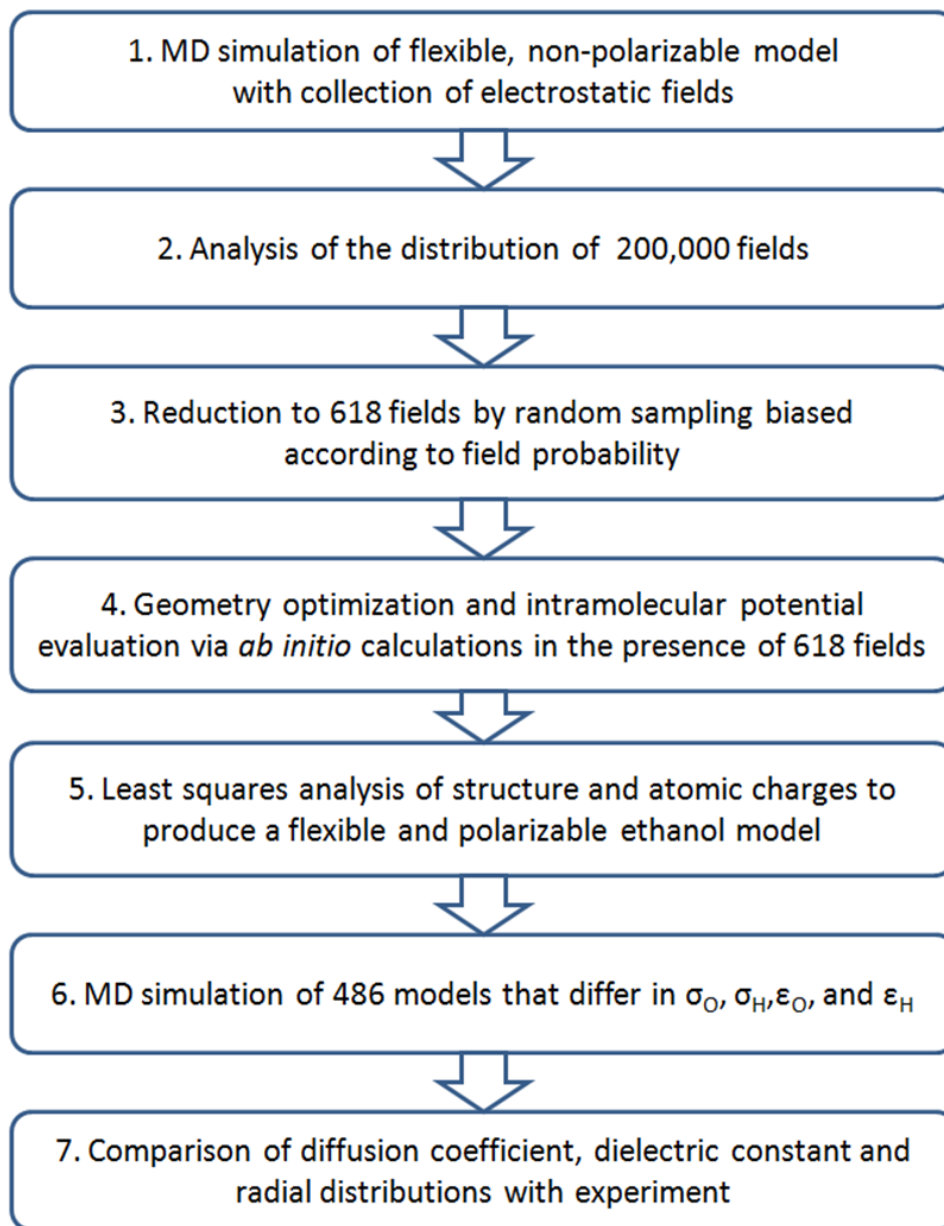 1. MD simulation of flexible, non-polarizable model
with collection of electrostatic fields
2. Analysis of the distribution of 200,000 fields
3. Reduction to 618 fields by random sampling biased
according to field probability
4. Geometry optimization and intramolecular potential
evaluation via ab initio calculations in the presence of 618 fields
5. Least squares analysis of structure and atomic charges to
produce a flexible and polarizable ethanol model
6. MD simulation of 486 models that differ in σO, σH,εO, and εH
7. Comparison of diffusion coefficient, dielectric constant and
radial distributions with experiment